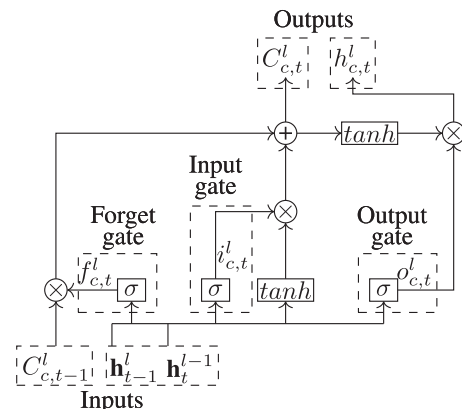 Outputs
C^l_{c,t} h^l_{c,t}
+ tanh ×
Input
gate
×
Forget
gate
Output
gate
f^l_{c,t} i^l_{c,t} o^l_{c,t}
× σ σ tanh σ
C^l_{c,t−1} h^l_{t−1} h^{l−1}_t
Inputs